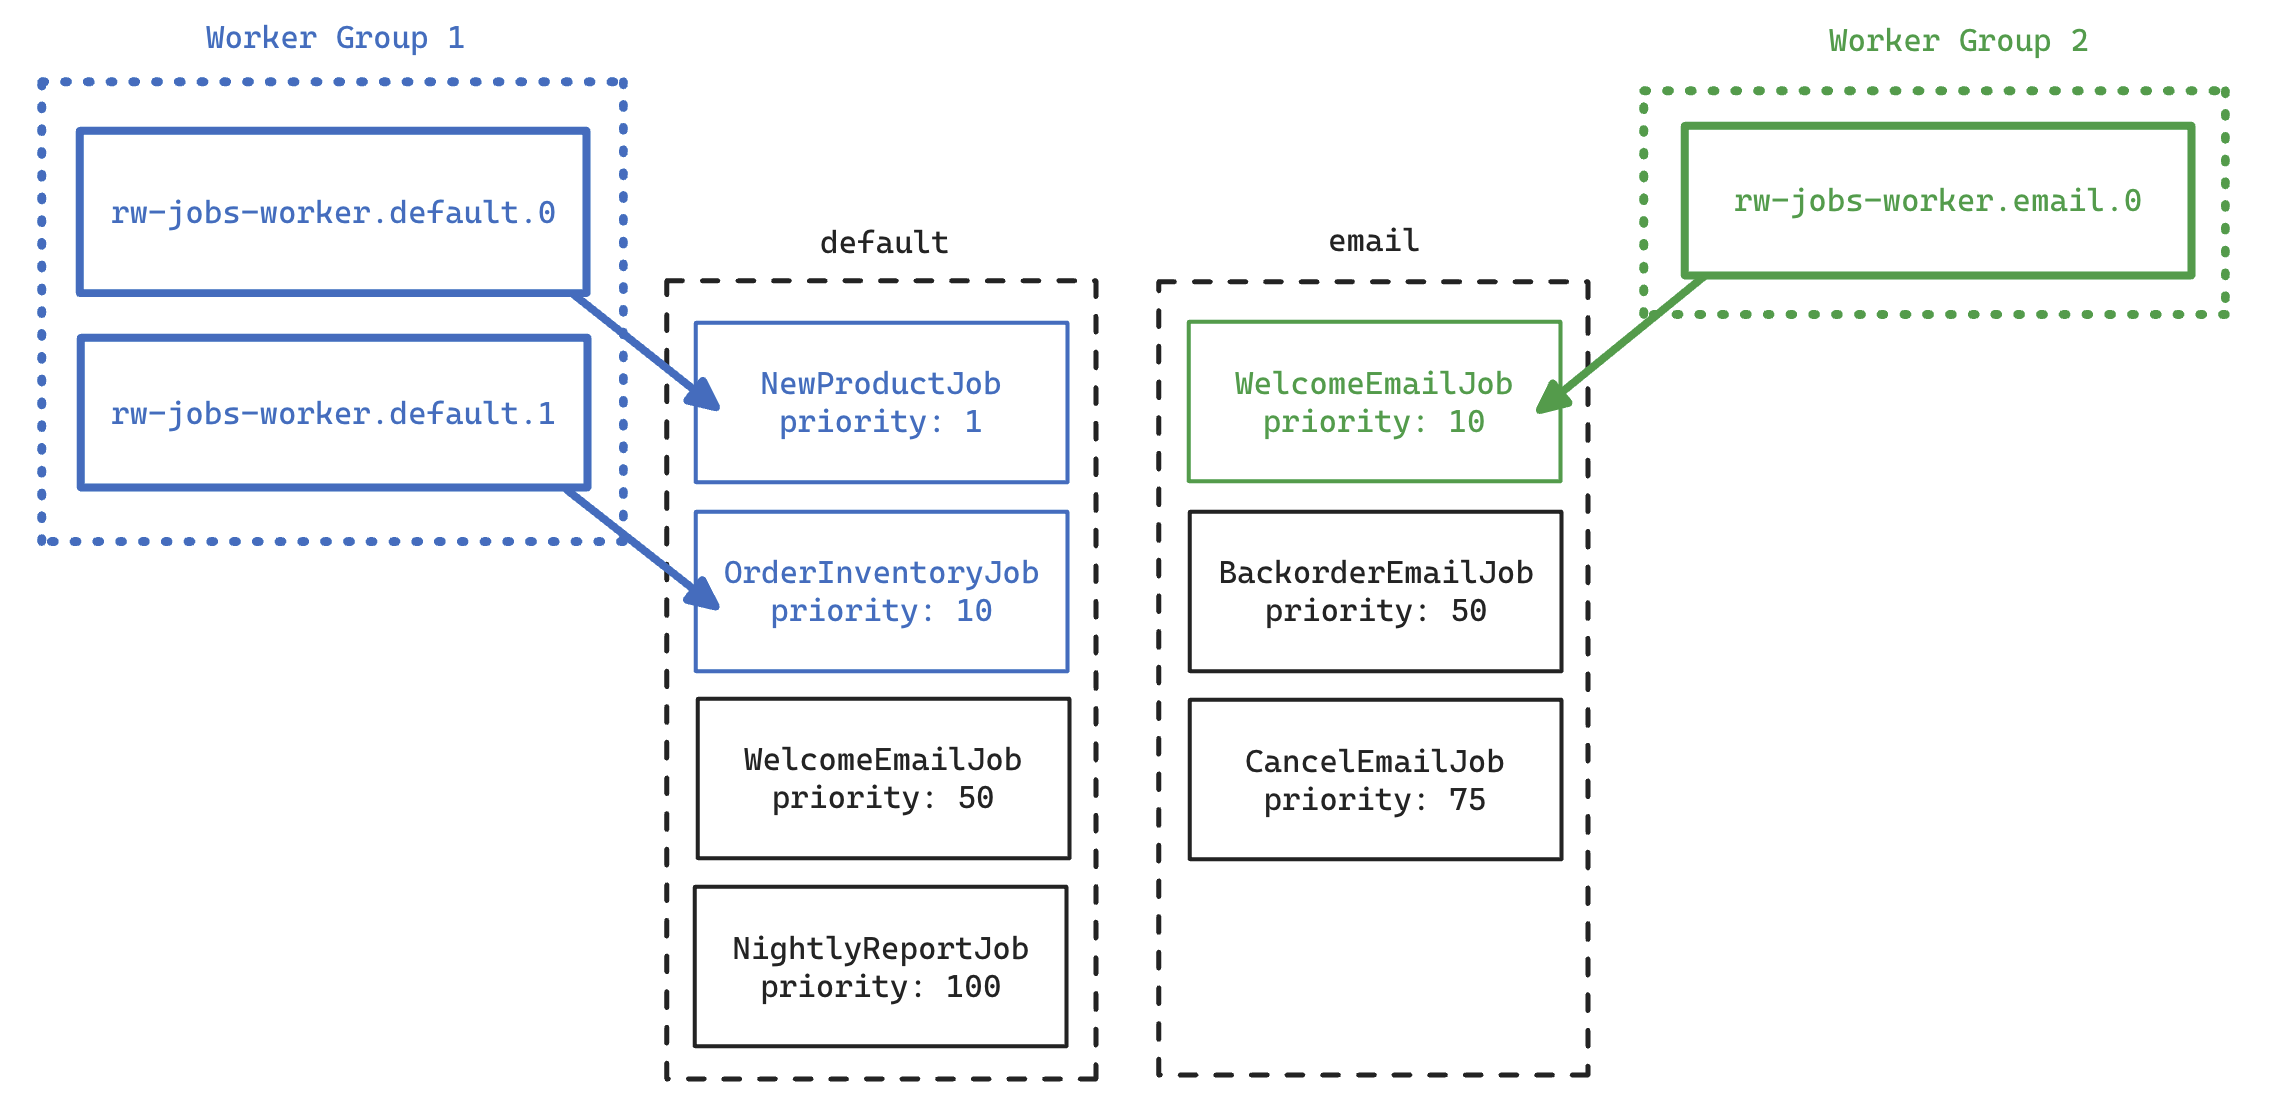 Worker Group 1
rw-jobs-worker.default.0
rw-jobs-worker.default.1
default
NewProductJob
priority: 1
OrderInventoryJob
priority: 10
WelcomeEmailJob
priority: 50
NightlyReportJob
priority: 100
email
WelcomeEmailJob
priority: 10
BackorderEmailJob
priority: 50
CancelEmailJob
priority: 75
Worker Group 2
rw-jobs-worker.email.0